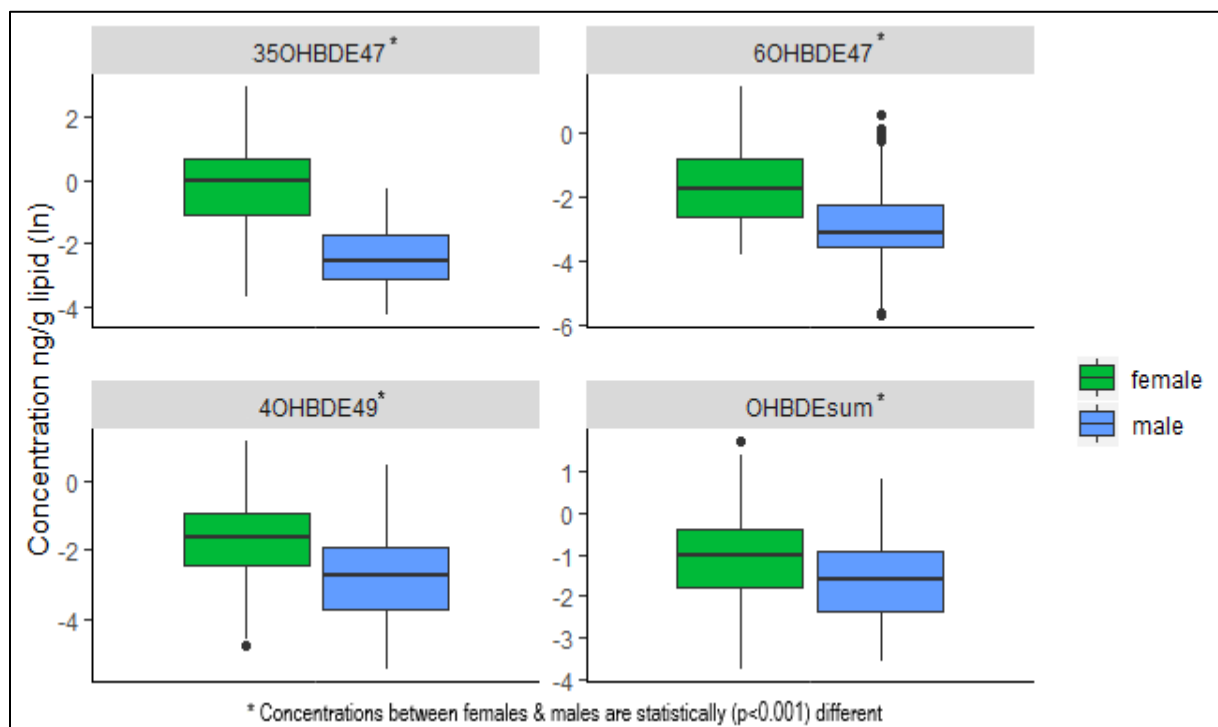 35OHBDE47 *
6OHBDE47 *
2
0
-2
-4
0
-2
-4
-6
Concentration ng/g lipid (ln)
4OHBDE49 *
OHBDEsum *
0
-2
-4
1
0
-1
-2
-3
-4
female
male
* Concentrations between females & males are statistically (p<0.001) different